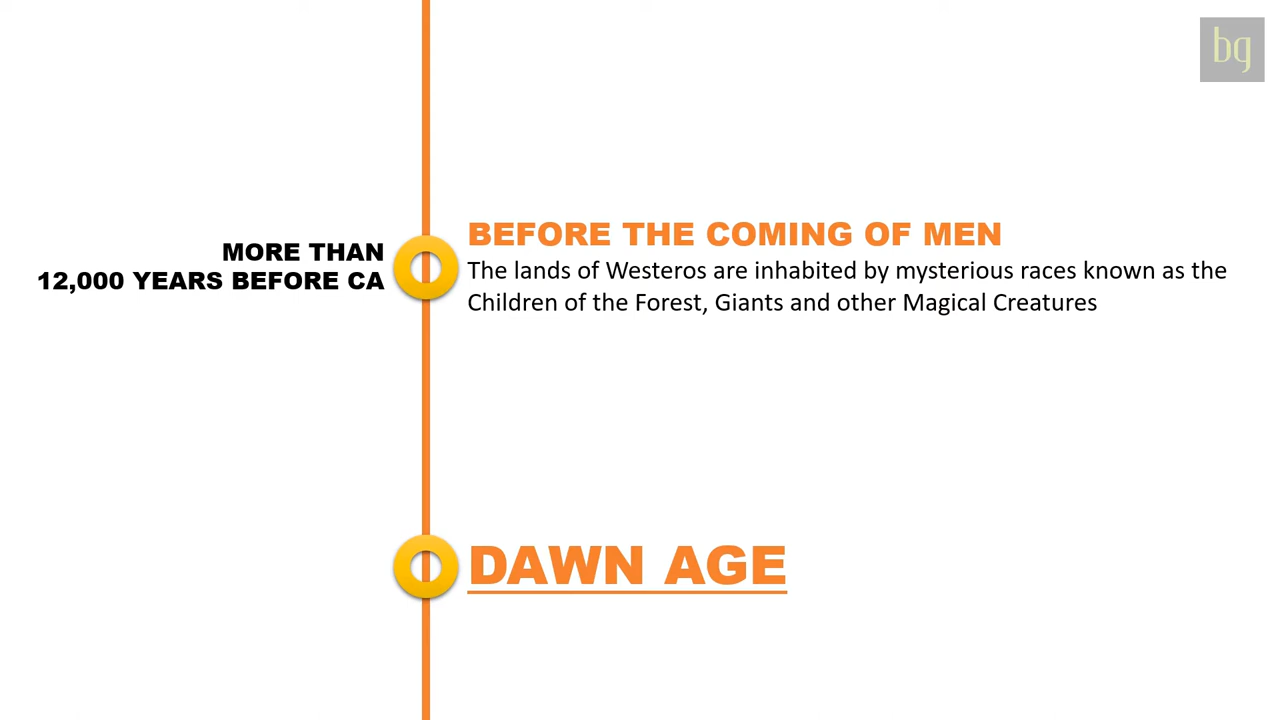 bg
MORE THAN
12,000 YEARS BEFORE CA
BEFORE THE COMING OF MEN
The lands of Westeros are inhabited by mysterious races known as the
Children of the Forest, Giants and other Magical Creatures
DAWN AGE